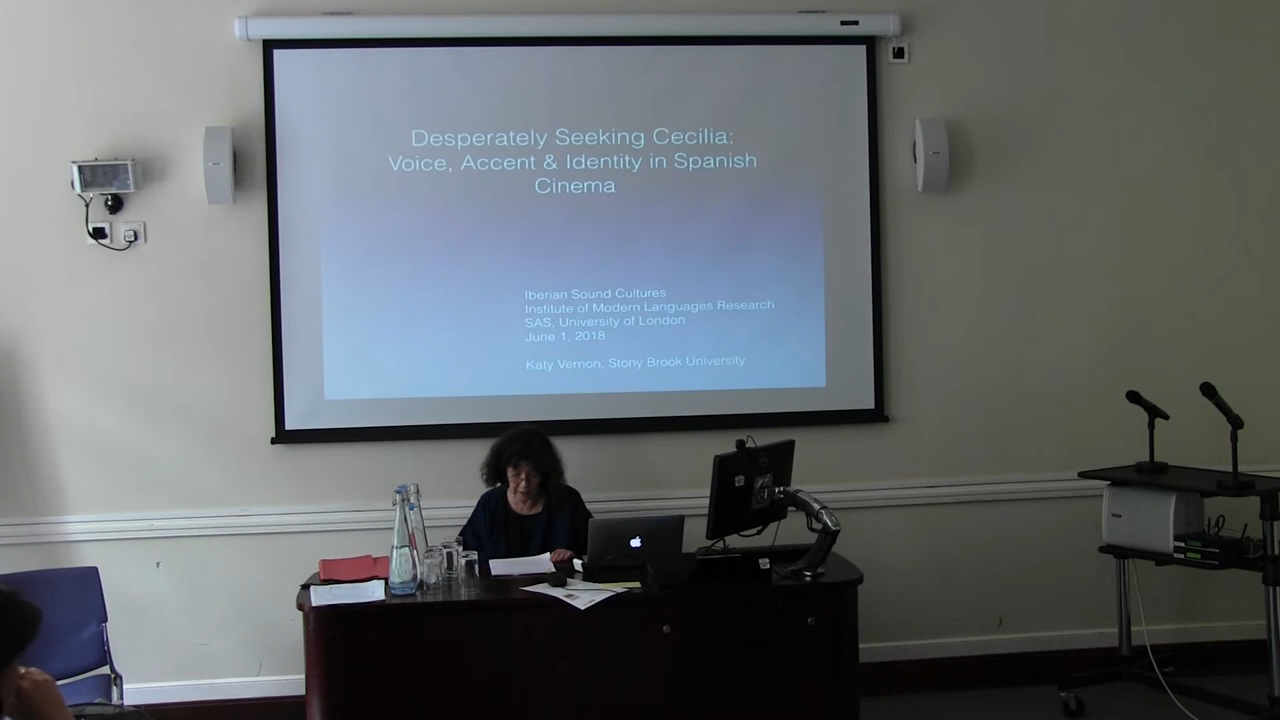 Desperately Seeking Cecilia:
Voice, Accent & Identity in Spanish
Cinema
Iberian Sound Cultures
Institute of Modern Languages Research
SAS, University of London
June 1, 2018
Katy Vernon, Stony Brook University